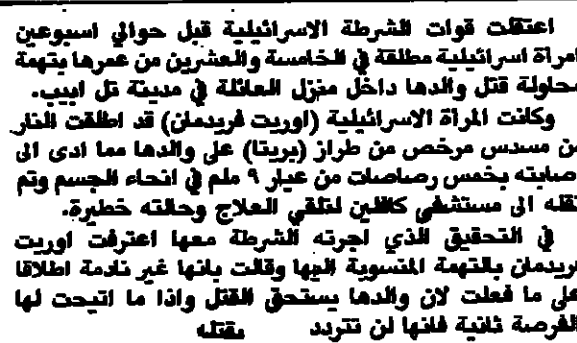 اعتقلت قوات الشرطة الاسرائيلية قبل حوالي اسبوعين
امراة اسرائيلية مطلقة في الخامسة والعشرين من عمرها بتهمة
محاولة قتل والدها داخل منزل العائلة في مدينة تل ابيب.
وكانت المراة الاسرائيلية (اوريت فريدمان) قد اطلقت النار
من مسدس مرخص من طراز (بريتا) على والدها مما ادى الى
اصابته بخمس رصاصات من عيار ٩ ملم في انحاء الجسم وتم
نقله الى مستشفى كابلين لتلقي العلاج وحالته خطيرة.
في التحقيق الذي اجرته الشرطة معها اعترفت اوريت
فريدمان بالتهمة المنسوبة اليها وقالت بانها غير نادمة اطلاقا
على ما فعلت لان والدها يستحق القتل واذا ما اتيحت لها
الفرصة ثانية فانها لن تتردد بقتله